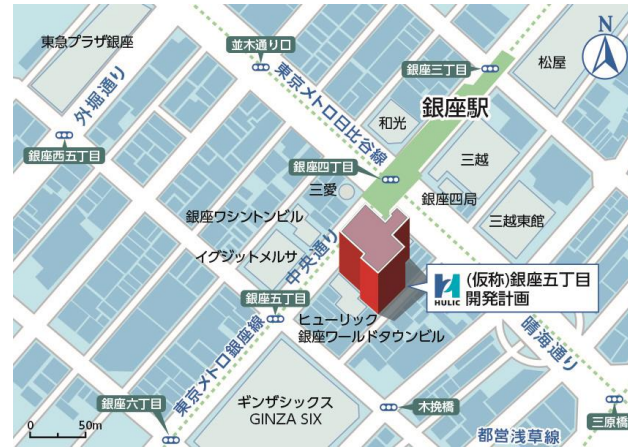 東急プラザ銀座
並木通り口
N
銀座三丁目
松屋
外堀通り
東京メトロ日比谷線
銀座駅
和光
銀座西五丁目
銀座四丁目
三越
三愛
銀座四局
銀座ワシントンビル
三越東館
イグジットメルサ
中央通り
HULIC
(仮称)銀座五丁目
開発計画
銀座五丁目
ヒューリック
銀座ワールドタウンビル
晴海通り
東京メトロ銀座線
ギンザシックス
GINZA SIX
銀座六丁目
木挽橋
三原橋
0 50m
都営浅草線